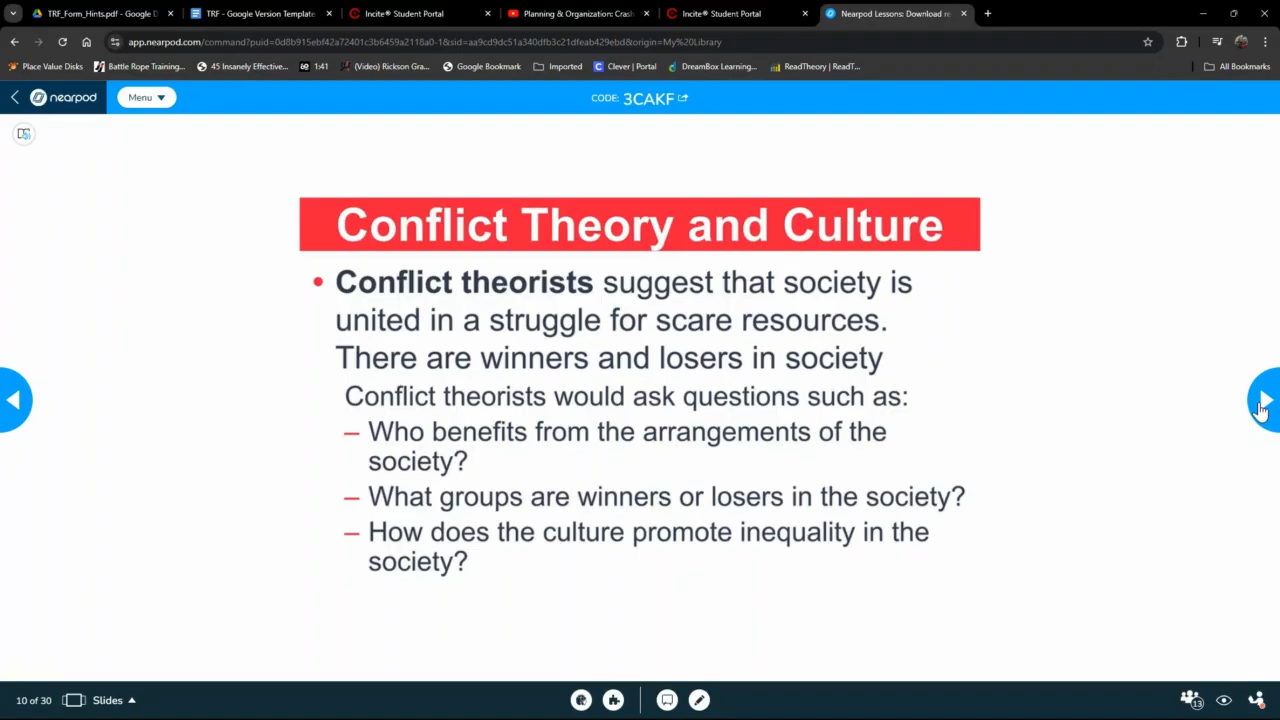 TRF_Form_Hints.pdf - Google D
TRF - Google Version Template
Incite® Student Portal
Planning & Organization: Crash
Incite® Student Portal
Nearpod Lessons: Download re
app.nearpod.com/command?puid=0d8b915ebf42a72401c3b6459a2118a0-1&sid=aa9cd9dc51a340dfb3c21dfeab429ebd&origin=My%20Library
Place Value Disks
Battle Rope Training...
45 Insanely Effective...
1:41
(Video) Rickson Gra...
Google Bookmark
Imported
Clever | Portal
DreamBox Learning...
ReadTheory | ReadT...
All Bookmarks
nearpod
Menu
CODE: 3CAKF
Conflict Theory and Culture
• Conflict theorists suggest that society is
united in a struggle for scare resources.
There are winners and losers in society
Conflict theorists would ask questions such as:
– Who benefits from the arrangements of the
society?
– What groups are winners or losers in the society?
– How does the culture promote inequality in the
society?
10 of 30
Slides
13